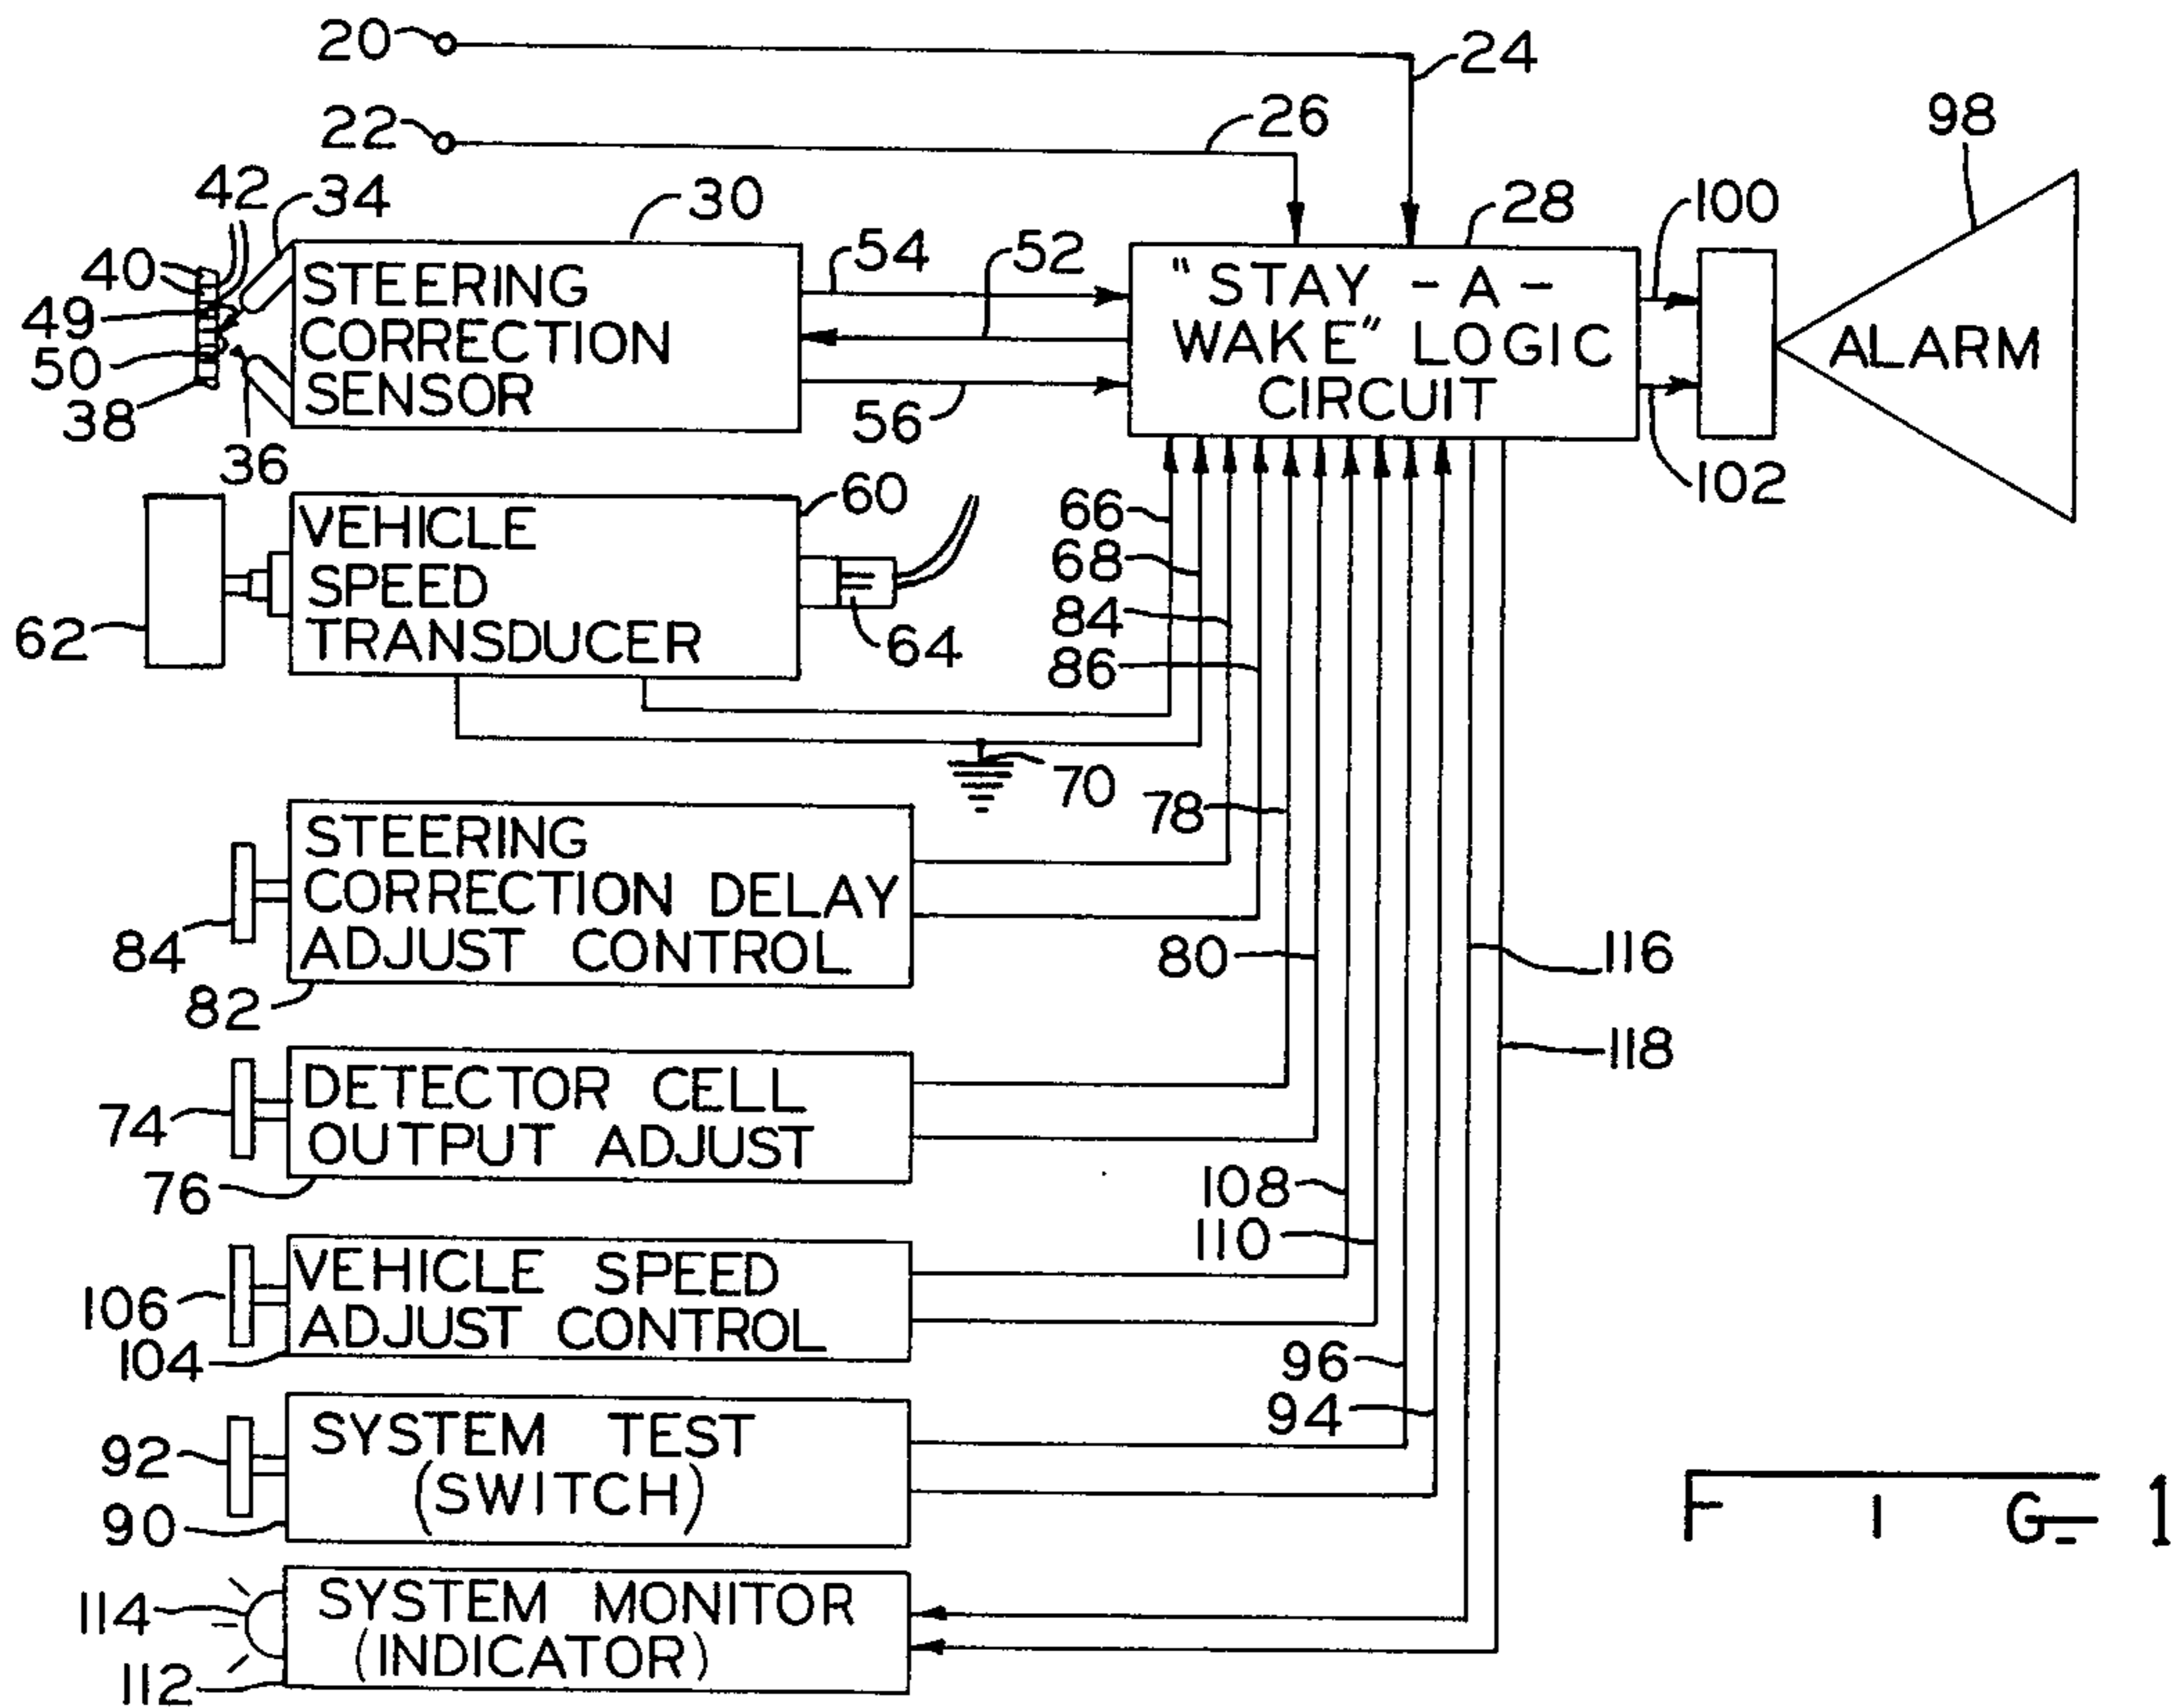 20
24
22
26
98
42
34
30
54
52
28
100
40
49
50
38
36
STEERING
CORRECTION
SENSOR
56
"STAY - A -
WAKE" LOGIC
CIRCUIT
ALARM
102
62
VEHICLE
SPEED
TRANSDUCER
60
64
66
68
84
86
70
78
STEERING
CORRECTION DELAY
ADJUST CONTROL
84
82
80
116
118
74
DETECTOR CELL
OUTPUT ADJUST
76
108
110
106
VEHICLE SPEED
ADJUST CONTROL
104
96
94
92
SYSTEM TEST
(SWITCH)
90
114
SYSTEM MONITOR
(INDICATOR)
112
FIG-1